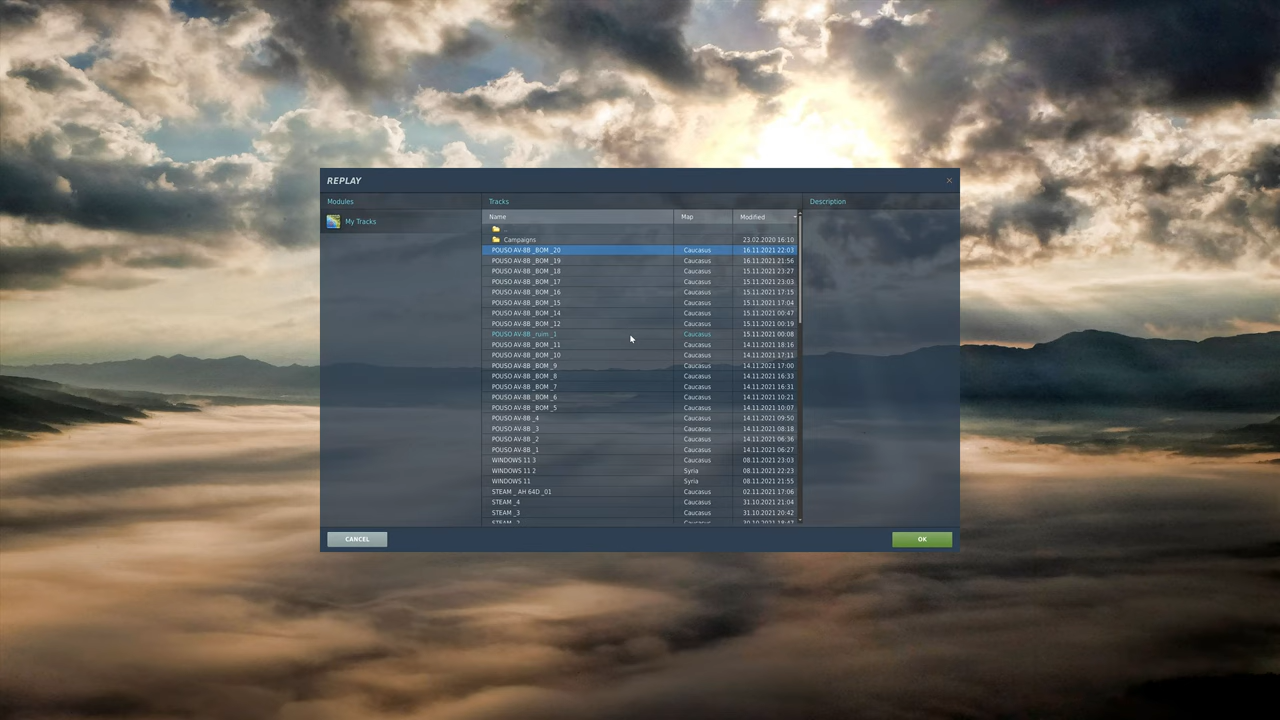 REPLAY ×
Modules
My Tracks
Tracks
Name Map Modified
..
Campaigns 23.02.2020 16:10
POUSO AV-8B _BOM _20 Caucasus 16.11.2021 22:03
POUSO AV-8B _BOM _19 Caucasus 16.11.2021 21:56
POUSO AV-8B _BOM _18 Caucasus 15.11.2021 23:27
POUSO AV-8B _BOM _17 Caucasus 15.11.2021 23:03
POUSO AV-8B _BOM _16 Caucasus 15.11.2021 17:15
POUSO AV-8B _BOM _15 Caucasus 15.11.2021 17:04
POUSO AV-8B _BOM _14 Caucasus 15.11.2021 00:47
POUSO AV-8B _BOM _12 Caucasus 15.11.2021 00:19
POUSO AV-8B _ruim _1 Caucasus 15.11.2021 00:08
POUSO AV-8B _BOM _11 Caucasus 14.11.2021 18:16
POUSO AV-8B _BOM _10 Caucasus 14.11.2021 17:11
POUSO AV-8B _BOM _9 Caucasus 14.11.2021 17:00
POUSO AV-8B _BOM _8 Caucasus 14.11.2021 16:33
POUSO AV-8B _BOM _7 Caucasus 14.11.2021 16:31
POUSO AV-8B _BOM _6 Caucasus 14.11.2021 10:21
POUSO AV-8B _BOM _5 Caucasus 14.11.2021 10:07
POUSO AV-8B _4 Caucasus 14.11.2021 09:50
POUSO AV-8B _3 Caucasus 14.11.2021 08:18
POUSO AV-8B _2 Caucasus 14.11.2021 06:36
POUSO AV-8B _1 Caucasus 14.11.2021 06:27
WINDOWS 11 3 Caucasus 08.11.2021 23:03
WINDOWS 11 2 Syria 08.11.2021 22:23
WINDOWS 11 Syria 08.11.2021 21:55
STEAM _ AH 64D _01 Caucasus 02.11.2021 17:06
STEAM _4 Caucasus 31.10.2021 21:04
STEAM _3 Caucasus 31.10.2021 20:42
Description
CANCEL OK